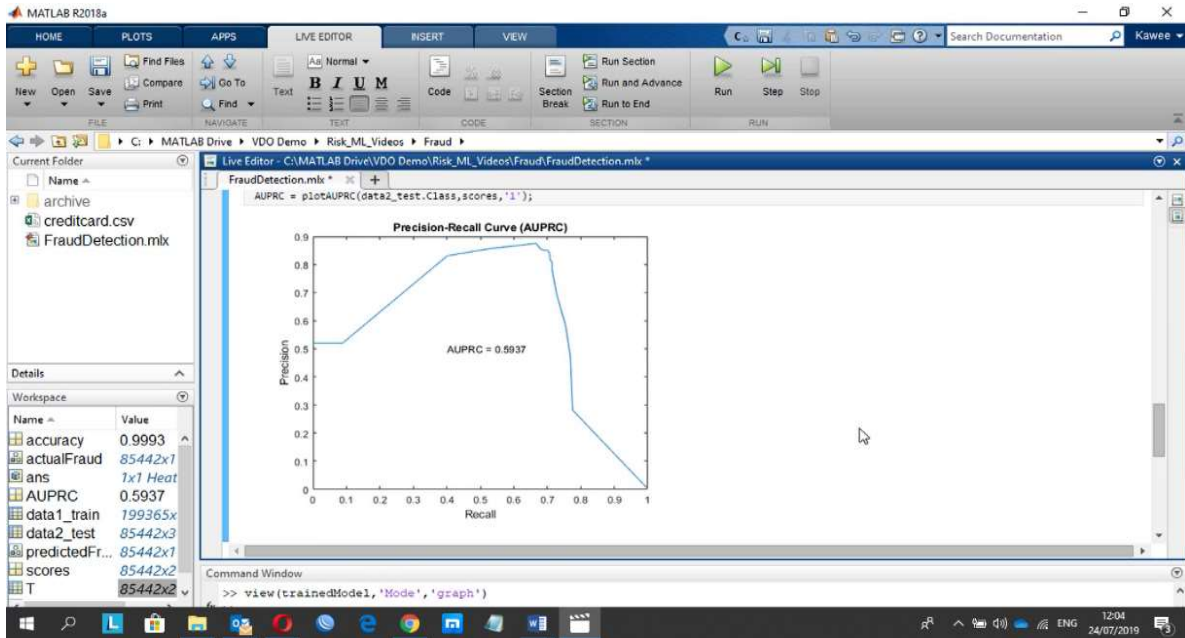 MATLAB R2018a
HOME PLOTS APPS LIVE EDITOR INSERT VIEW Search Documentation Kawee
New Open Save Find Files Compare Print FILE
Go To Find NAVIGATE
Text Normal B I U M TEXT
Code CODE
Section Break Run Section Run and Advance Run to End SECTION
Run Step Stop RUN
C: MATLAB Drive VDO Demo Risk_ML_Videos Fraud
Current Folder
Name
archive
creditcard.csv
FraudDetection.mlx
Details
Workspace
Name Value
accuracy 0.9993
actualFraud 85442x1
ans 1x1 Heat
AUPRC 0.5937
data1_train 199365x
data2_test 85442x3
predictedFr... 85442x1
scores 85442x2
T 85442x2
Live Editor - C:\MATLAB Drive\VDO Demo\Risk_ML_Videos\Fraud\FraudDetection.mlx *
FraudDetection.mlx *
AUPRC = plotAUPRC(data2_test.Class,scores,'1');
Precision-Recall Curve (AUPRC)
0.9
0.8
0.7
0.6
0.5
0.4
0.3
0.2
0.1
0
Precision
AUPRC = 0.5937
0 0.1 0.2 0.3 0.4 0.5 0.6 0.7 0.8 0.9 1
Recall
Command Window
>> view(trainedModel,'Mode','graph')
ENG 12:04
24/07/2019